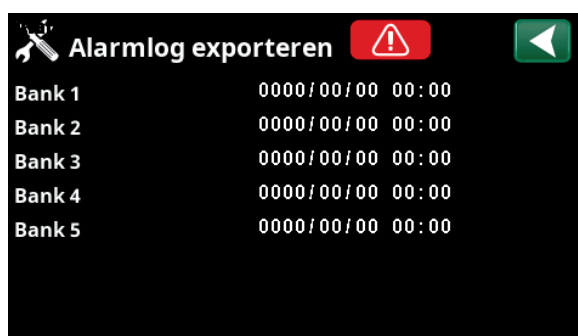 Alarmlog exporteren
Bank 1 0000/00/00 00:00
Bank 2 0000/00/00 00:00
Bank 3 0000/00/00 00:00
Bank 4 0000/00/00 00:00
Bank 5 0000/00/00 00:00